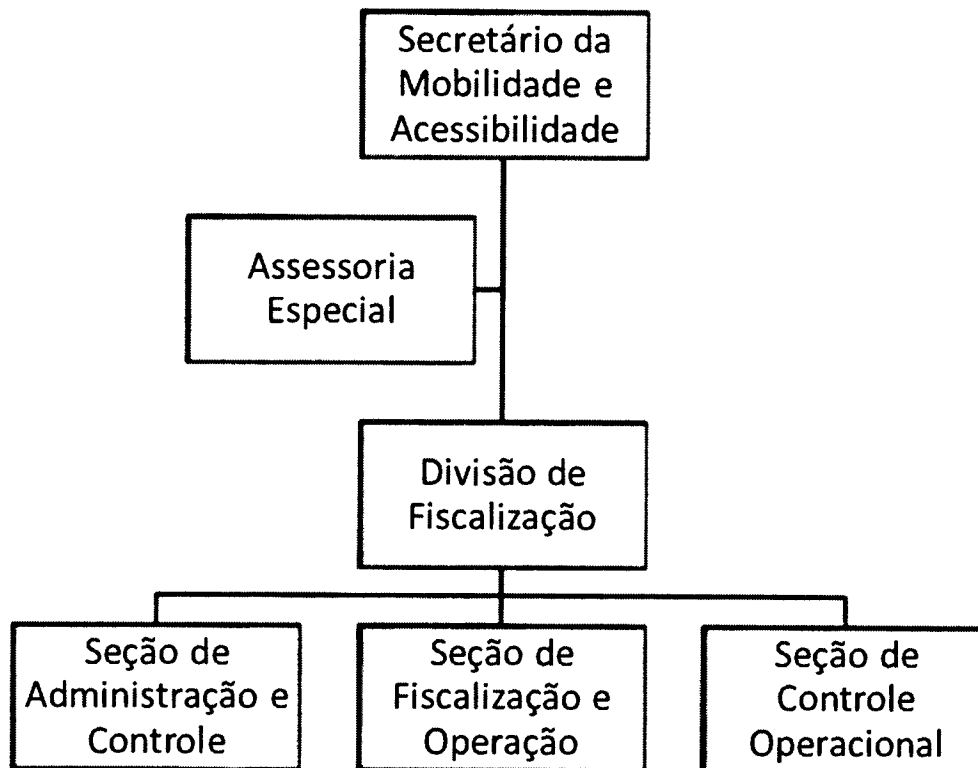 Secretário da
Mobilidade e
Acessibilidade
Assessoria
Especial
Divisão de
Fiscalização
Seção de
Administração e
Controle
Seção de
Fiscalização e
Operação
Seção de
Controle
Operacional